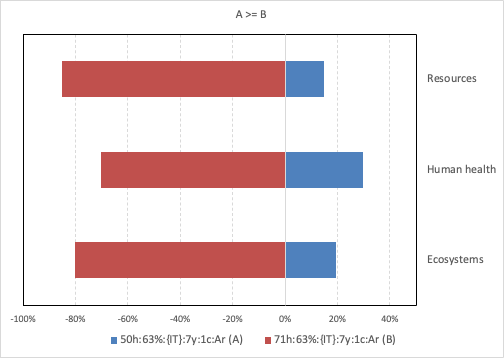 A >= B
Resources
Human health
Ecosystems
-100% -80% -60% -40% -20% 0% 20% 40%
50h:63%:{IT}:7y:1c:Ar (A) 71h:63%:{IT}:7y:1c:Ar (B)